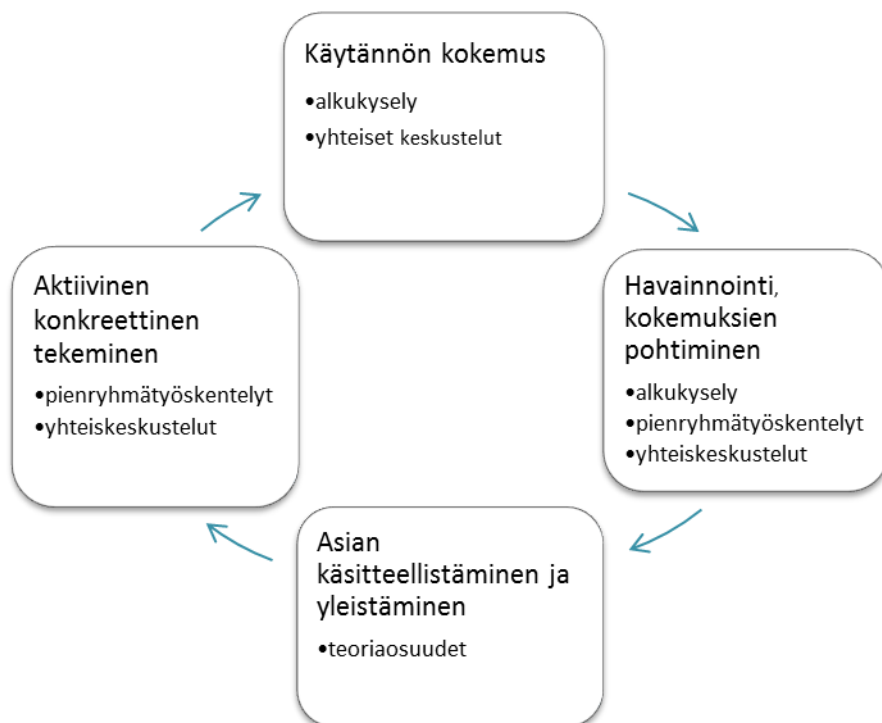 Käytännön kokemus
•alkukysely
•yhteiset keskustelut
Havainnointi,
kokemuksien
pohtiminen
•alkukysely
•pienryhmätyöskentelyt
•yhteiskeskustelut
Asian
käsitteellistäminen ja
yleistäminen
•teoriaosuudet
Aktiivinen
konkreettinen
tekeminen
•pienryhmätyöskentelyt
•yhteiskeskustelut